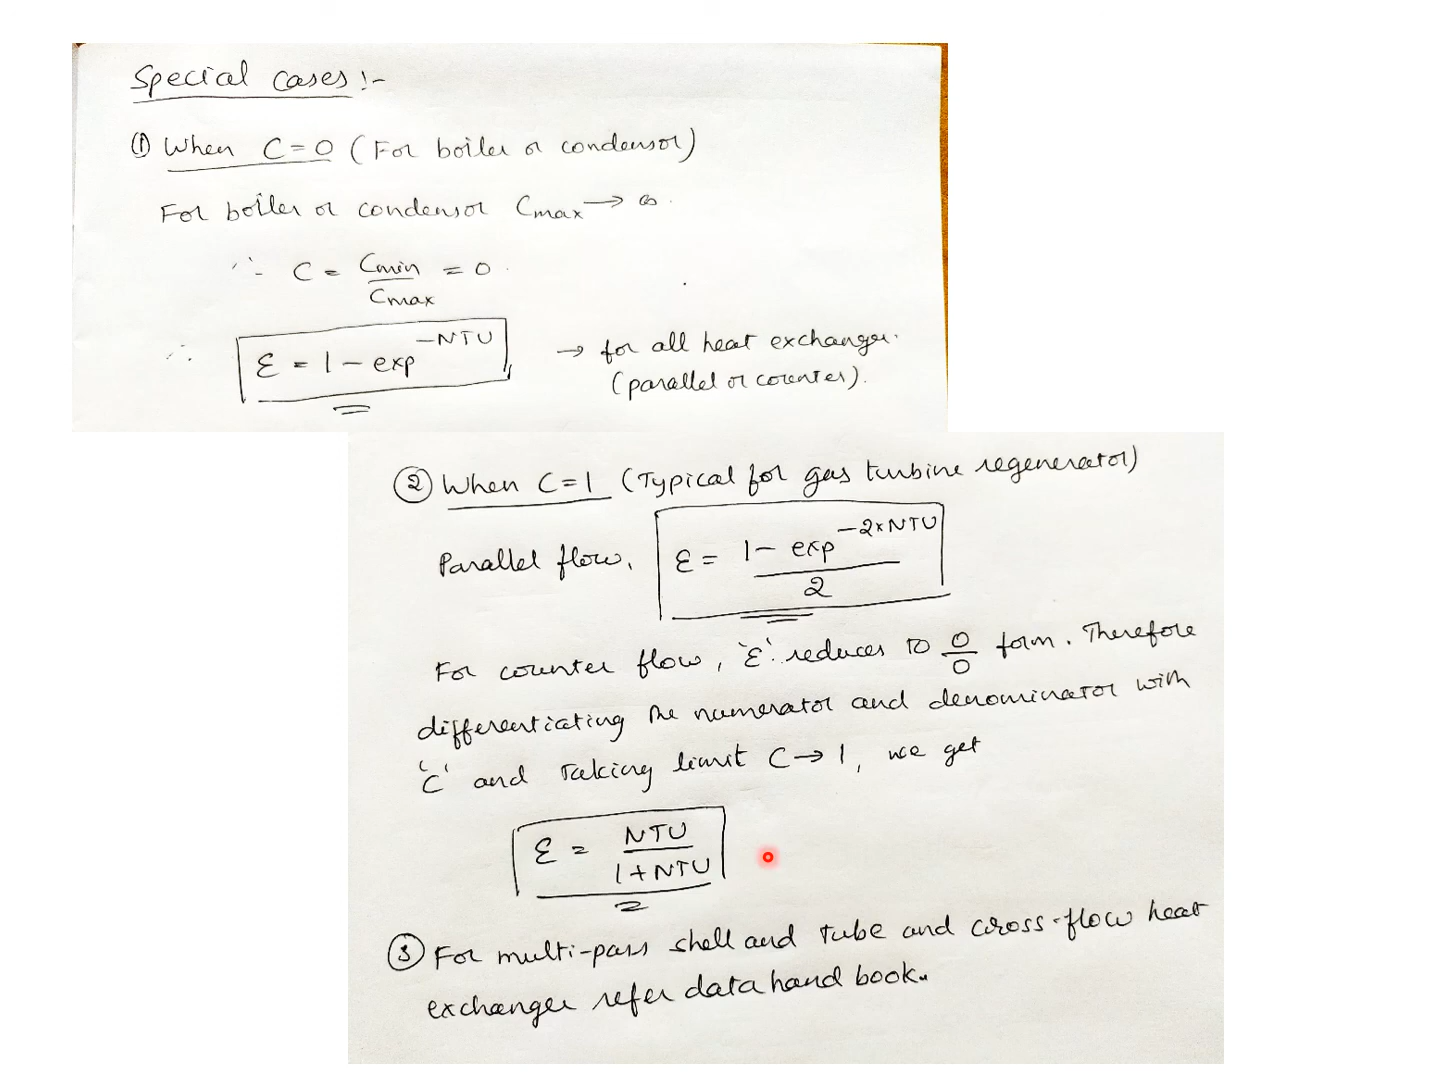 Special cases :-
① When C=0 (For boiler or condensor)
For boiler or condensor Cmax → ∞.
∴ C = Cmin/Cmax = 0.
∴ ε = 1 - exp^-NTU → for all heat exchanger.
(parallel or counter).
② When C=1 (Typical for gas turbine regenerator)
Parallel flow, ε = 1 - exp^-2×NTU / 2
For counter flow, 'ε' reduces to 0/0 form. Therefore
differentiating the numerator and denominator with
'C' and taking limit C → 1, we get
ε = NTU / 1+NTU
③ For multi-pass shell and tube and cross-flow heat
exchanger refer data hand book.